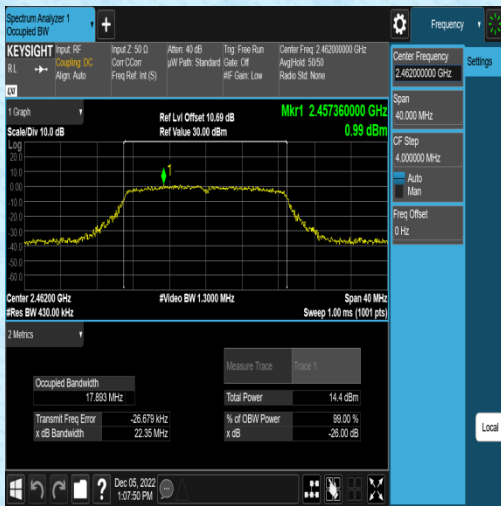 Spectrum Analyzer 1
Occupied BW
Frequency
KEYSIGHT
Input: RF
Input Z: 50 Ω
Atten: 40 dB
Trig: Free Run
Center Freq: 2.462000000 GHz
RL
Coupling: DC
Corr CCorr
µW Path: Standard
Gate: Off
Avg|Hold: 50/50
Align: Auto
Freq Ref: Int (S)
#IF Gain: Low
Radio Std: None
LXI
1 Graph
Scale/Div 10.0 dB
Ref Lvl Offset 10.69 dB
Ref Value 30.00 dBm
Mkr1 2.457360000 GHz
0.99 dBm
Log
20.0
10.0
0.00
-10.0
-20.0
-30.0
-40.0
-50.0
-60.0
1
Center 2.46200 GHz
#Video BW 1.3000 MHz
Span 40 MHz
#Res BW 430.00 kHz
Sweep 1.00 ms (1001 pts)
2 Metrics
Measure Trace
Trace 1
Occupied Bandwidth
17.893 MHz
Total Power
14.4 dBm
Transmit Freq Error
-26.679 kHz
% of OBW Power
99.00 %
x dB Bandwidth
22.35 MHz
x dB
-26.00 dB
Dec 05, 2022
1:07:50 PM
Center Frequency
2.462000000 GHz
Settings
Span
40.000 MHz
CF Step
4.000000 MHz
Auto
Man
Freq Offset
0 Hz
Local